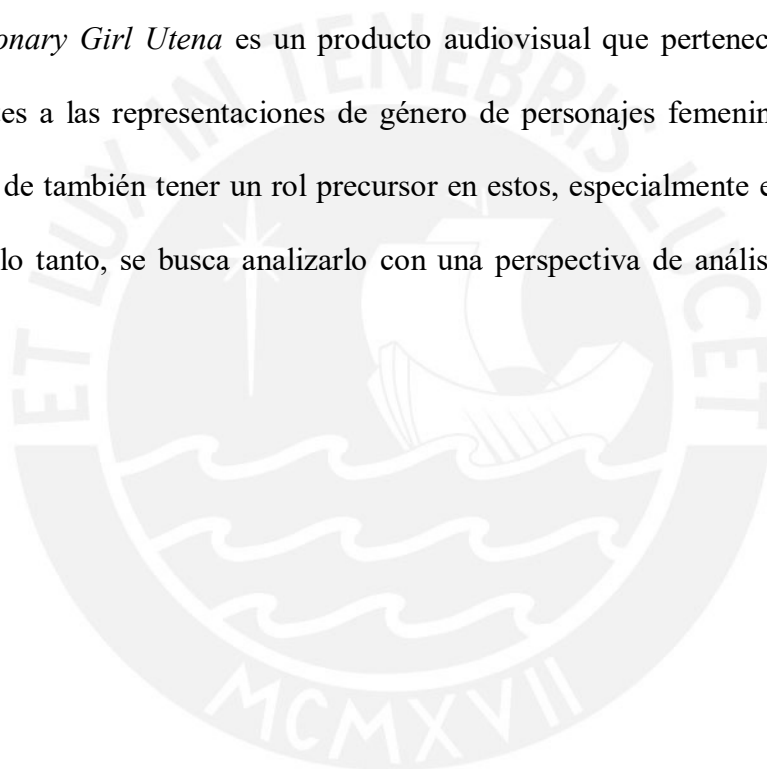 onary Girl Utena es un producto audiovisual que pertenec
es a las representaciones de género de personajes femenin
de también tener un rol precursor en estos, especialmente e
lo tanto, se busca analizarlo con una perspectiva de anális
ET LUX IN TENEBRIS LUCET
MCMXVII